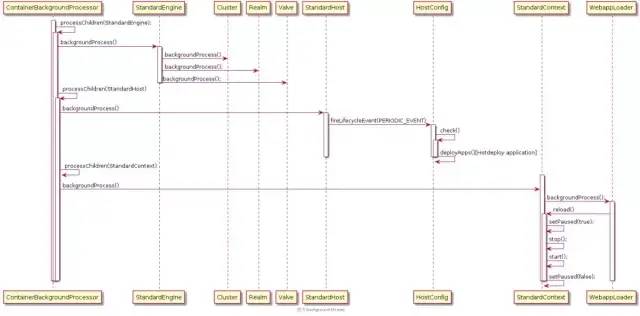 ContainerBackgroundProcessor StandardEngine Cluster Realm Valve StandardHost HostConfig StandardContext WebappLoader
processChildren(StandardEngine);
backgroundProcess()
backgroundProcess();
backgroundProcess();
backgroundProcess();
processChildren(StandardHost)
backgroundProcess()
fireLifecycleEvent(PERIODIC_EVENT)
check()
deployApps()[Hotdeploy application]
processChildren(StandardContext)
backgroundProcess()
backgroundProcess();
reload()
setPaused(true);
stop();
start();
setPaused(false);
ContainerBackgroundProcessor StandardEngine Cluster Realm Valve StandardHost HostConfig StandardContext WebappLoader